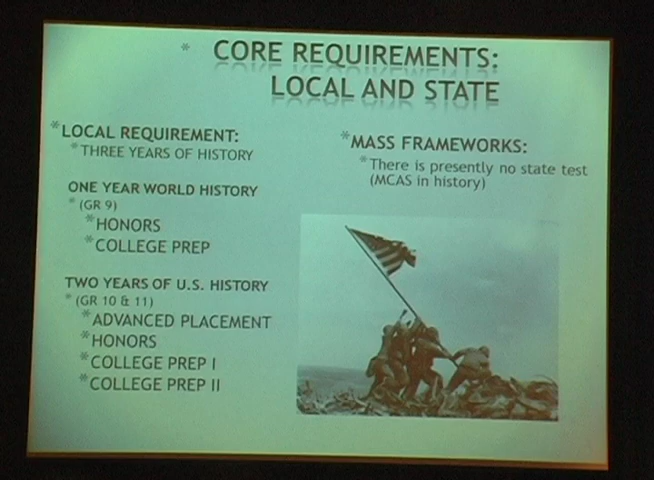 * CORE REQUIREMENTS:
LOCAL AND STATE
* LOCAL REQUIREMENT:
* THREE YEARS OF HISTORY
ONE YEAR WORLD HISTORY
* (GR 9)
* HONORS
* COLLEGE PREP
TWO YEARS OF U.S. HISTORY
* (GR 10 & 11)
* ADVANCED PLACEMENT
* HONORS
* COLLEGE PREP I
* COLLEGE PREP II
* MASS FRAMEWORKS:
* There is presently no state test
(MCAS in history)